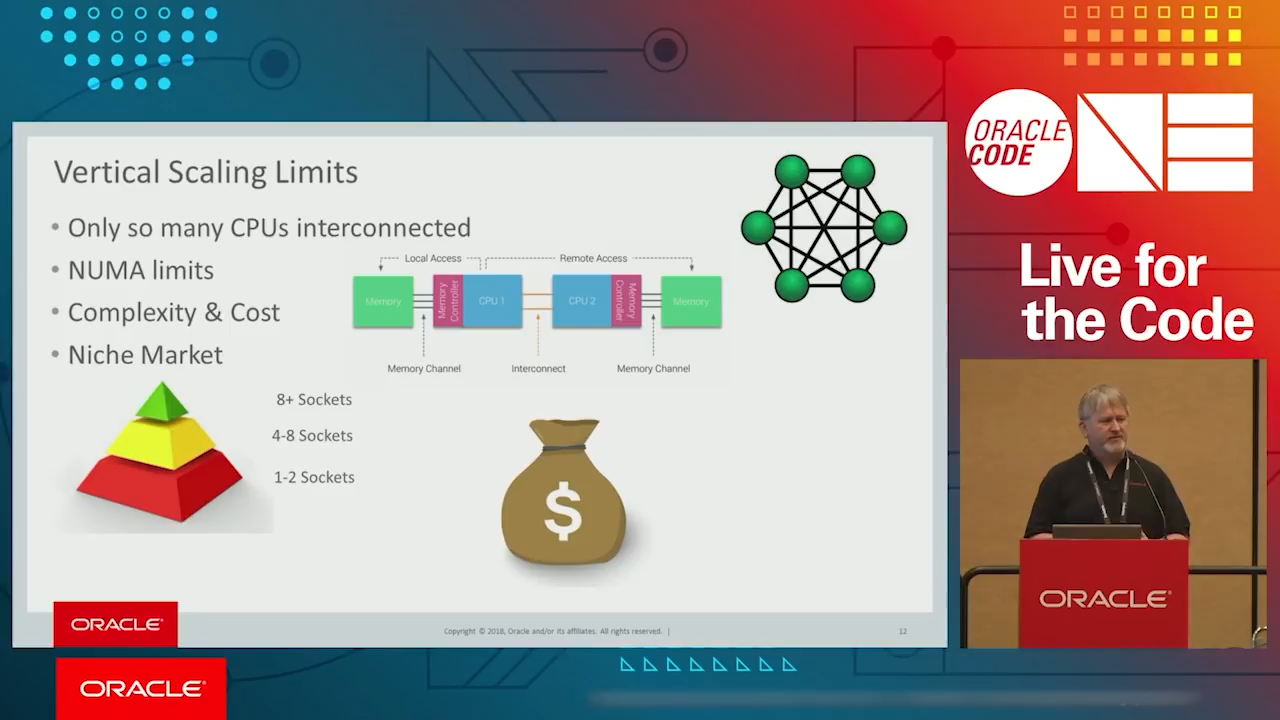 Vertical Scaling Limits
• Only so many CPUs interconnected
• NUMA limits
• Complexity & Cost
• Niche Market
Local Access
Remote Access
Memory
Memory Controller
CPU 1
CPU 2
Memory Controller
Memory
Memory Channel
Interconnect
Memory Channel
8+ Sockets
4-8 Sockets
1-2 Sockets
$
ORACLE®
Copyright © 2018, Oracle and/or its affiliates. All rights reserved. |
12
ORACLE®
ORACLE
CODE
ONE
Live for
the Code
ORACLE®